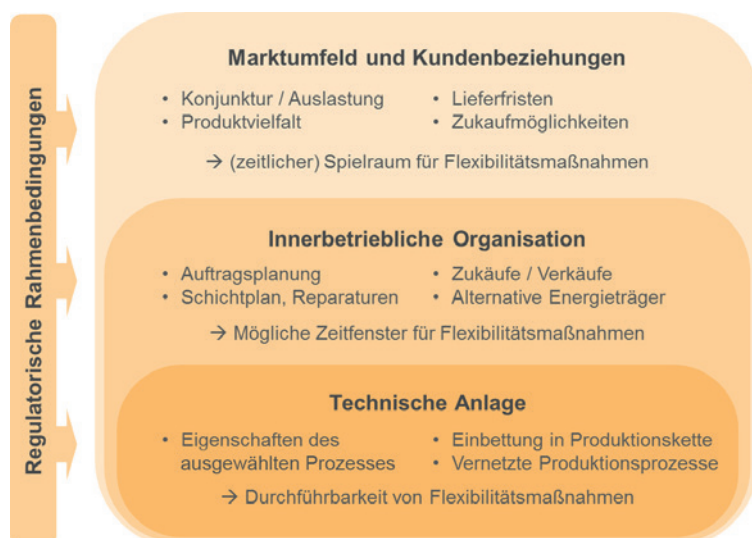 Regulatorische Rahmenbedingungen
Marktumfeld und Kundenbeziehungen
• Konjunktur / Auslastung
• Produktvielfalt
• Lieferfristen
• Zukaufmöglichkeiten
→ (zeitlicher) Spielraum für Flexibilitätsmaßnahmen
Innerbetriebliche Organisation
• Auftragsplanung
• Schichtplan, Reparaturen
• Zukäufe / Verkäufe
• Alternative Energieträger
→ Mögliche Zeitfenster für Flexibilitätsmaßnahmen
Technische Anlage
• Eigenschaften des
ausgewählten Prozesses
• Einbettung in Produktionskette
• Vernetzte Produktionsprozesse
→ Durchführbarkeit von Flexibilitätsmaßnahmen